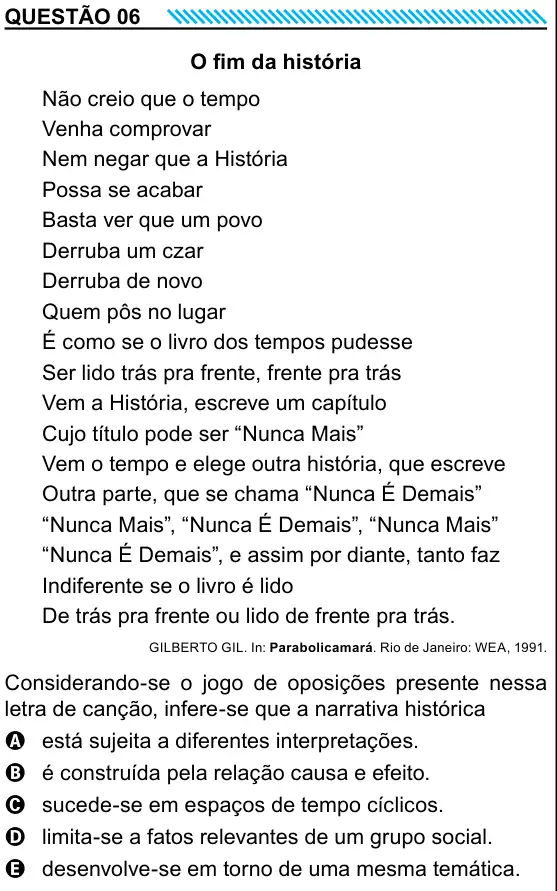 QUESTÃO 06
O fim da história
Não creio que o tempo
Venha comprovar
Nem negar que a História
Possa se acabar
Basta ver que um povo
Derruba um czar
Derruba de novo
Quem pôs no lugar
É como se o livro dos tempos pudesse
Ser lido trás pra frente, frente pra trás
Vem a História, escreve um capítulo
Cujo título pode ser “Nunca Mais”
Vem o tempo e elege outra história, que escreve
Outra parte, que se chama “Nunca É Demais”
“Nunca Mais”, “Nunca É Demais”, “Nunca Mais”
“Nunca É Demais”, e assim por diante, tanto faz
Indiferente se o livro é lido
De trás pra frente ou lido de frente pra trás.
GILBERTO GIL. In: Parabolicamará. Rio de Janeiro: WEA, 1991.
Considerando-se o jogo de oposições presente nessa
letra de canção, infere-se que a narrativa histórica
A está sujeita a diferentes interpretações.
B é construída pela relação causa e efeito.
C sucede-se em espaços de tempo cíclicos.
D limita-se a fatos relevantes de um grupo social.
E desenvolve-se em torno de uma mesma temática.